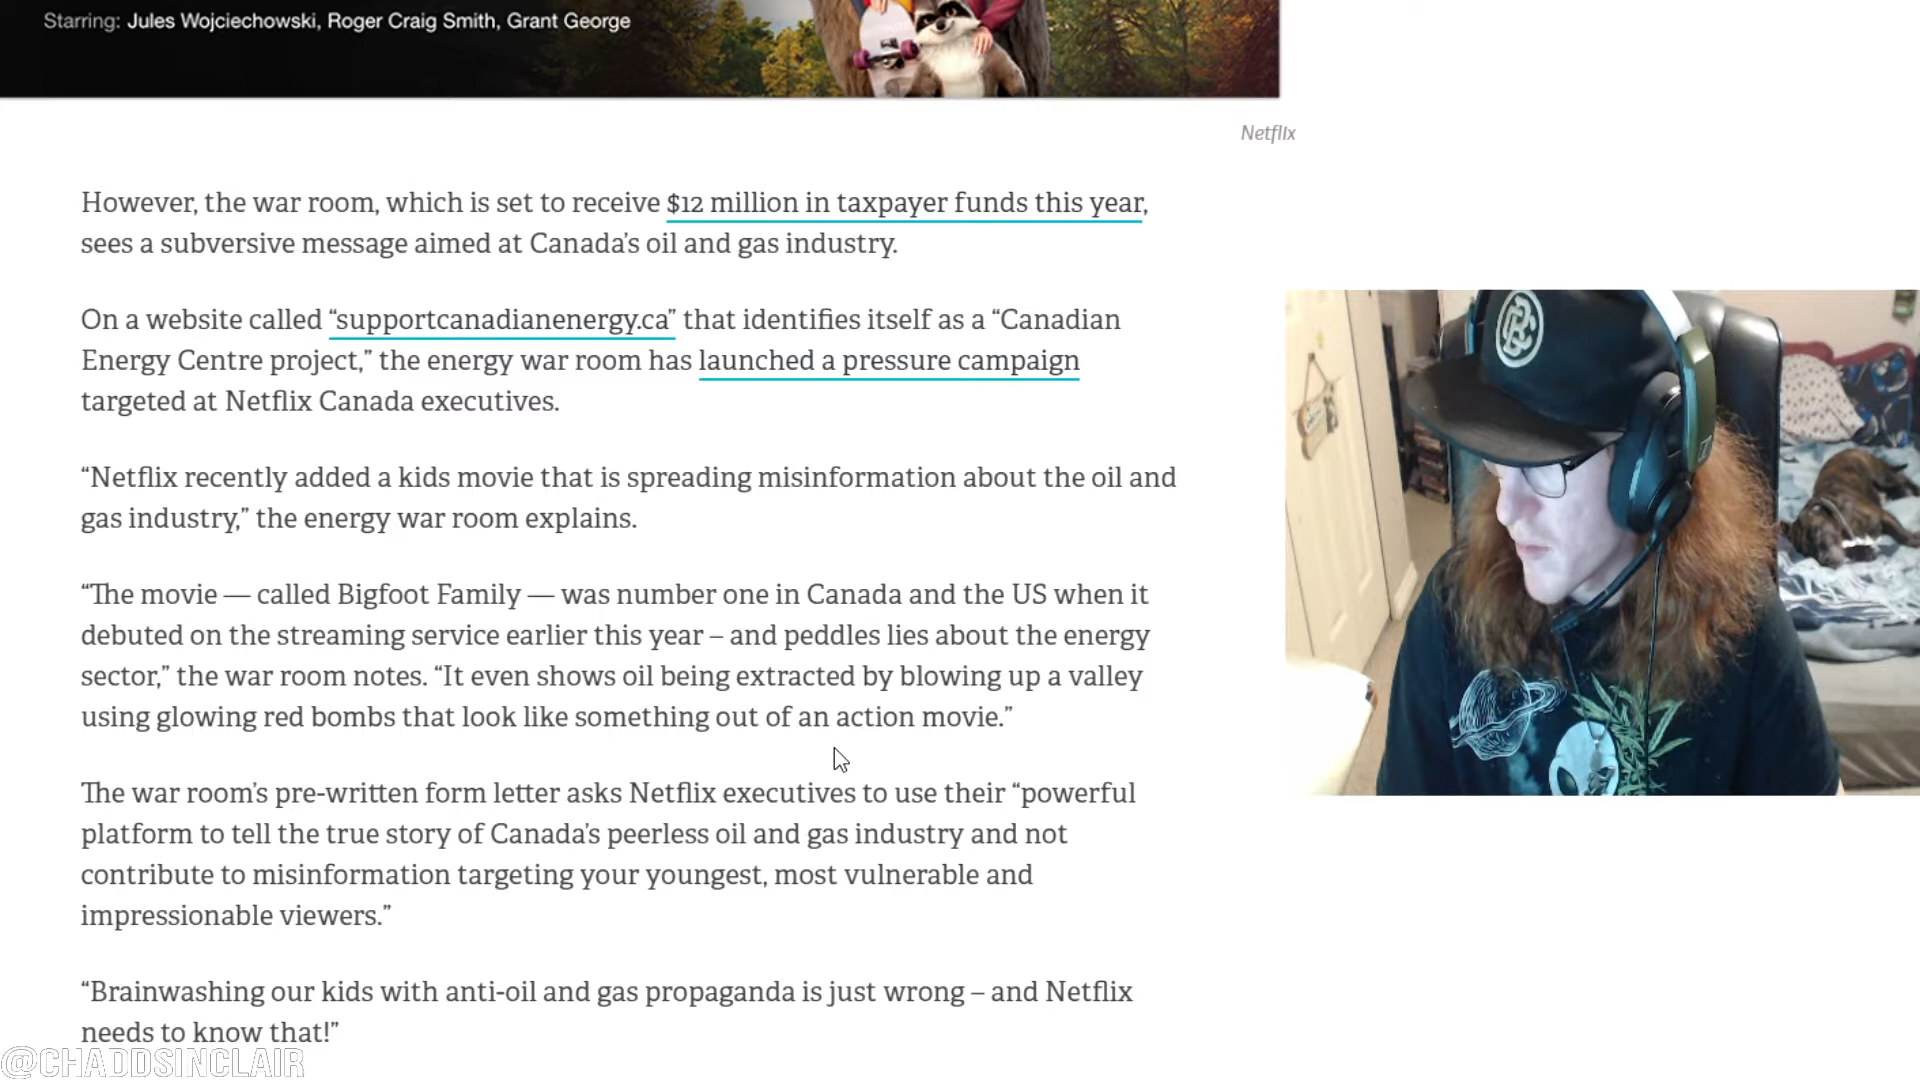 Starring: Jules Wojciechowski, Roger Craig Smith, Grant George
Netflix
However, the war room, which is set to receive $12 million in taxpayer funds this year,
sees a subversive message aimed at Canada’s oil and gas industry.
On a website called “supportcanadianenergy.ca” that identifies itself as a “Canadian
Energy Centre project,” the energy war room has launched a pressure campaign
targeted at Netflix Canada executives.
“Netflix recently added a kids movie that is spreading misinformation about the oil and
gas industry,” the energy war room explains.
“The movie — called Bigfoot Family — was number one in Canada and the US when it
debuted on the streaming service earlier this year – and peddles lies about the energy
sector,” the war room notes. “It even shows oil being extracted by blowing up a valley
using glowing red bombs that look like something out of an action movie.”
The war room’s pre-written form letter asks Netflix executives to use their “powerful
platform to tell the true story of Canada’s peerless oil and gas industry and not
contribute to misinformation targeting your youngest, most vulnerable and
impressionable viewers.”
“Brainwashing our kids with anti-oil and gas propaganda is just wrong – and Netflix
needs to know that!”
@CHADDSINCLAIR